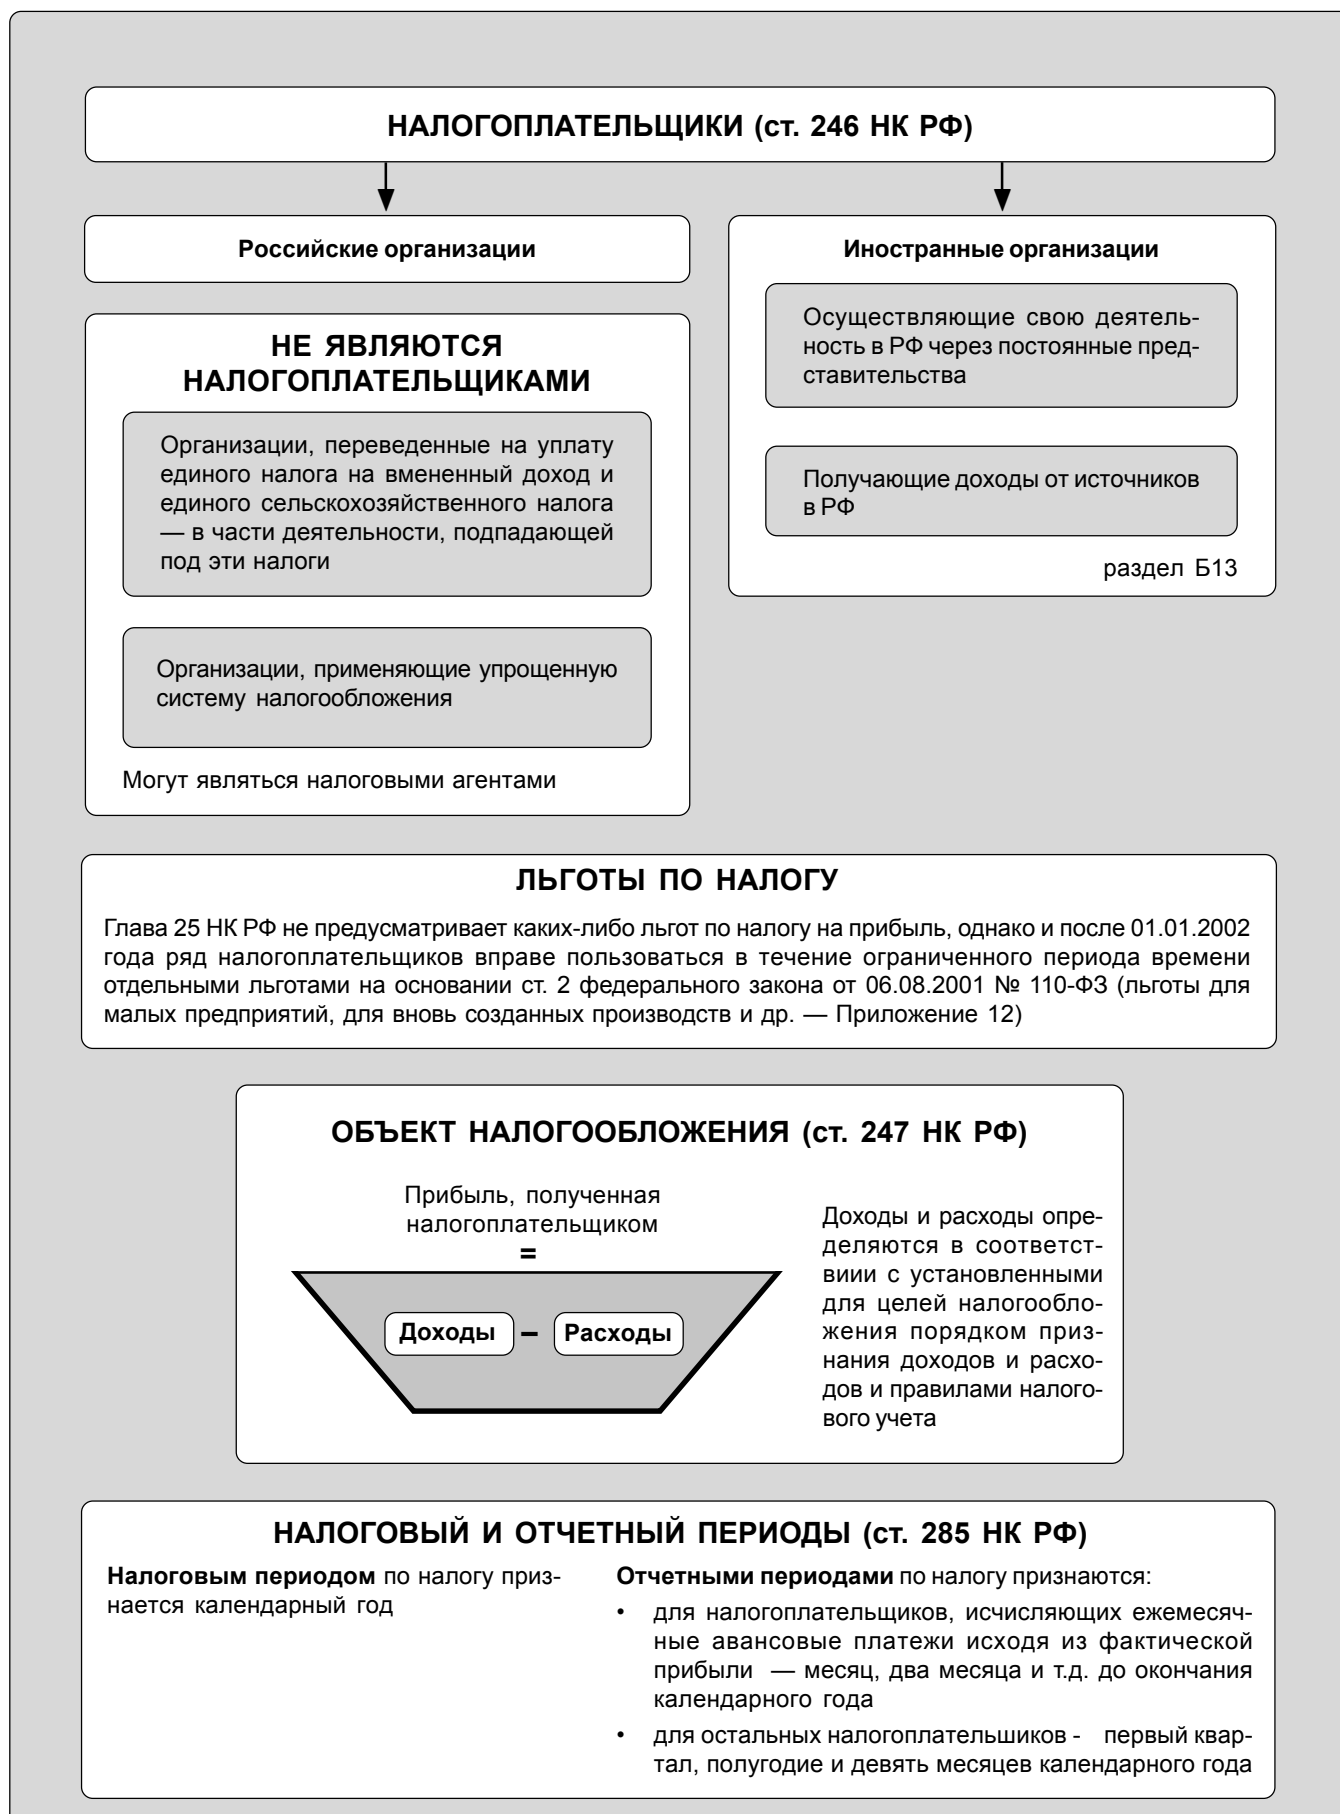 НАЛОГОПЛАТЕЛЬЩИКИ (ст. 246 НК РФ)
Российские организации
НЕ ЯВЛЯЮТСЯ
НАЛОГОПЛАТЕЛЬЩИКАМИ
Организации, переведенные на уплату
единого налога на вмененный доход и
единого сельскохозяйственного налога
— в части деятельности, подпадающей
под эти налоги
Организации, применяющие упрощенную
систему налогообложения
Могут являться налоговыми агентами
Иностранные организации
Осуществляющие свою деятель-
ность в РФ через постоянные пред-
ставительства
Получающие доходы от источников
в РФ
раздел Б13
ЛЬГОТЫ ПО НАЛОГУ
Глава 25 НК РФ не предусматривает каких-либо льгот по налогу на прибыль, однако и после 01.01.2002
года ряд налогоплательщиков вправе пользоваться в течение ограниченного периода времени
отдельными льготами на основании ст. 2 федерального закона от 06.08.2001 № 110-ФЗ (льготы для
малых предприятий, для вновь созданных производств и др. — Приложение 12)
ОБЪЕКТ НАЛОГООБЛОЖЕНИЯ (ст. 247 НК РФ)
Прибыль, полученная
налогоплательщиком
=
Доходы – Расходы
Доходы и расходы опре-
деляются в соответст-
виии с установленными
для целей налогообло-
жения порядком приз-
нания доходов и расхо-
дов и правилами налого-
вого учета
НАЛОГОВЫЙ И ОТЧЕТНЫЙ ПЕРИОДЫ (ст. 285 НК РФ)
Налоговым периодом по налогу приз-
нается календарный год
Отчетными периодами по налогу признаются:
• для налогоплательщиков, исчисляющих ежемесяч-
ные авансовые платежи исходя из фактической
прибыли — месяц, два месяца и т.д. до окончания
календарного года
• для остальных налогоплательшиков - первый квар-
тал, полугодие и девять месяцев календарного года